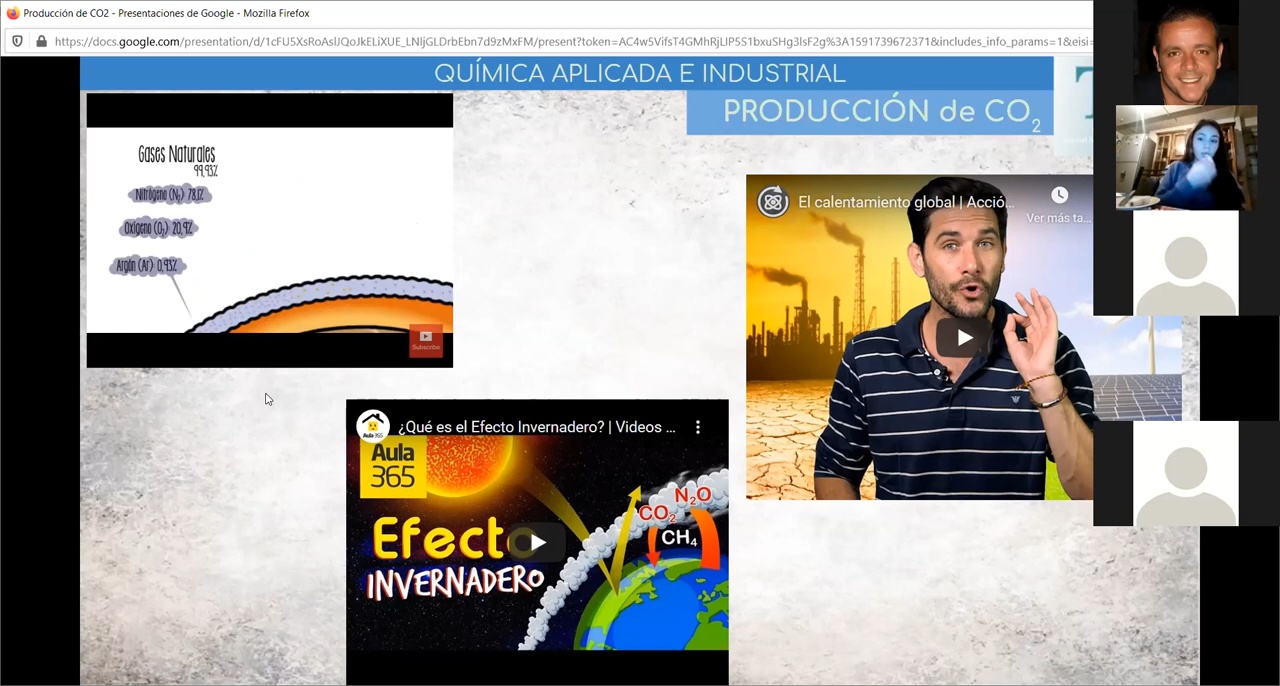 Producción de CO2 - Presentaciones de Google - Mozilla Firefox
https://docs.google.com/presentation/d/1cFU5XsRoAslJQoJkELiXUE_LNljGLDrbEbn7d9zMxFM/present?token=AC4w5VifsT4GMhRjLlP5S1bxuSHg3lsF2g%3A1591739672371&includes_info_params=1&eisi=
QUÍMICA APLICADA E INDUSTRIAL
PRODUCCIÓN de CO2
Gases Naturales
99,93%
Nitrógeno (N2) 78,1%
Oxígeno (O2) 20,9%
Argón (Ar) 0,93%
Subscribe
El calentamiento global | Acció...
Ver más ta...
¿Qué es el Efecto Invernadero? | Videos ...
Aula 365
Aula
365
Efecto
INVERNADERO
N2O
CO2
CH4